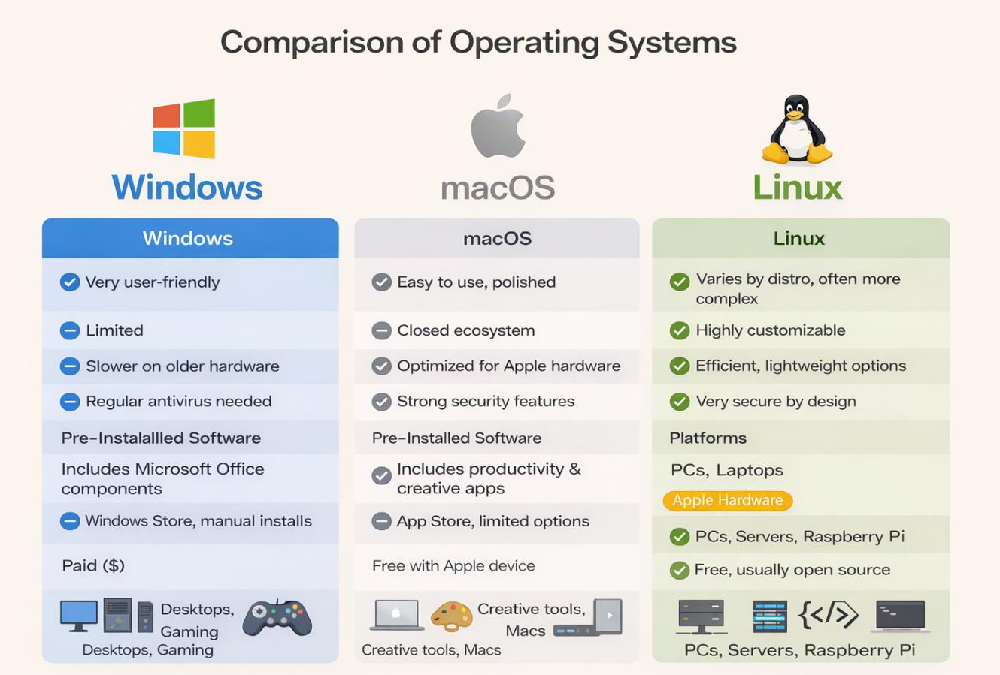 Comparison of Operating Systems
Windows
macOS
Linux
Windows
Very user-friendly
Limited
Slower on older hardware
Regular antivirus needed
Pre-Instalallled Software
Includes Microsoft Office
components
Windows Store, manual installs
Paid ($)
Desktops,
Gaming
Desktops, Gaming
macOS
Easy to use, polished
Closed ecosystem
Optimized for Apple hardware
Strong security features
Pre-Installed Software
Includes productivity &
creative apps
App Store, limited options
Free with Apple device
Creative tools,
Macs
Creative tools, Macs
Linux
Varies by distro, often more
complex
Highly customizable
Efficient, lightweight options
Very secure by design
Platforms
PCs, Laptops
Apple Hardware
PCs, Servers, Raspberry Pi
Free, usually open source
{</>}
PCs, Servers, Raspberry Pi